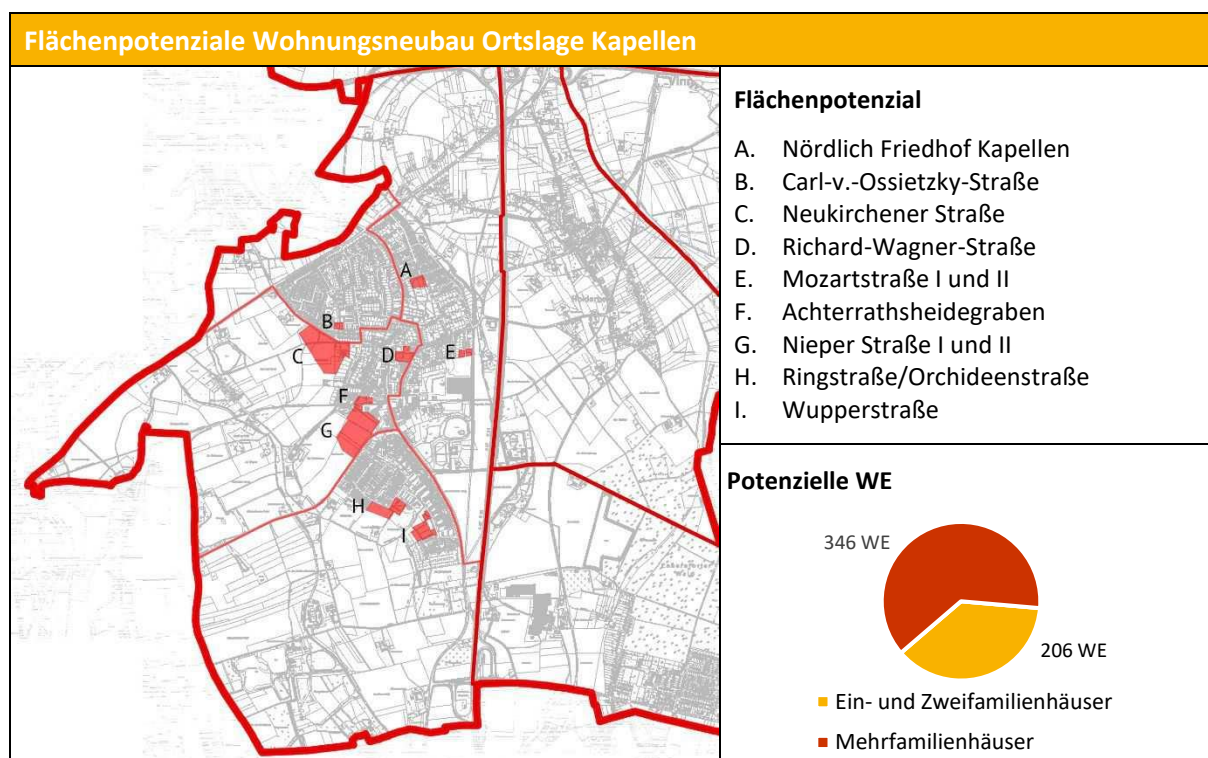 Flächenpotenziale Wohnungsneubau Ortslage Kapellen
A
B
C
D
E
F
G
H
I
Flächenpotenzial
A. Nördlich Friedhof Kapellen
B. Carl-v.-Ossietzky-Straße
C. Neukirchener Straße
D. Richard-Wagner-Straße
E. Mozartstraße I und II
F. Achterrathsheidegraben
G. Nieper Straße I und II
H. Ringstraße/Orchideenstraße
I. Wupperstraße
Potenzielle WE
346 WE
206 WE
Ein- und Zweifamilienhäuser
Mehrfamilienhäuser